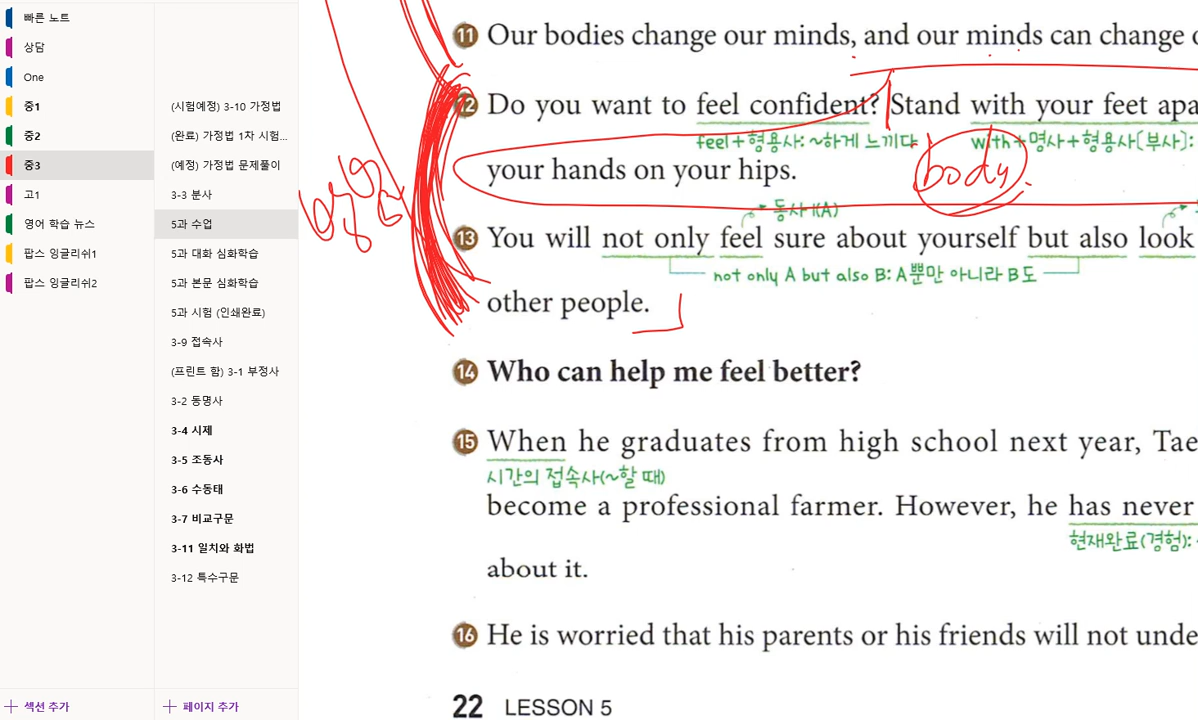 빠른 노트
상담
One
중1
중2
중3
고1
영어 학습 뉴스
팝스 잉글리쉬1
팝스 잉글리쉬2
섹션 추가
(시험예정) 3-10 가정법
(완료) 가정법 1차 시험...
(예정) 가정법 문제풀이
3-3 분사
5과 수업
5과 대화 심화학습
5과 본문 심화학습
5과 시험 (인쇄완료)
3-9 접속사
(프린트 함) 3-1 부정사
3-2 동명사
3-4 시제
3-5 조동사
3-6 수동태
3-7 비교구문
3-11 일치와 화법
3-12 특수구문
페이지 추가
11 Our bodies change our minds, and our minds can change
12 Do you want to feel confident? Stand with your feet apa
feel+형용사: ~하게 느끼다 with+명사+형용사[부사]:
your hands on your hips. body.
동사1(A)
13 You will not only feel sure about yourself but also look
not only A but also B: A뿐만 아니라 B도
other people.
14 Who can help me feel better?
15 When he graduates from high school next year, Tae
시간의 접속사(~할 때)
become a professional farmer. However, he has never
현재완료(경험):
about it.
16 He is worried that his parents or his friends will not unde
22 LESSON 5